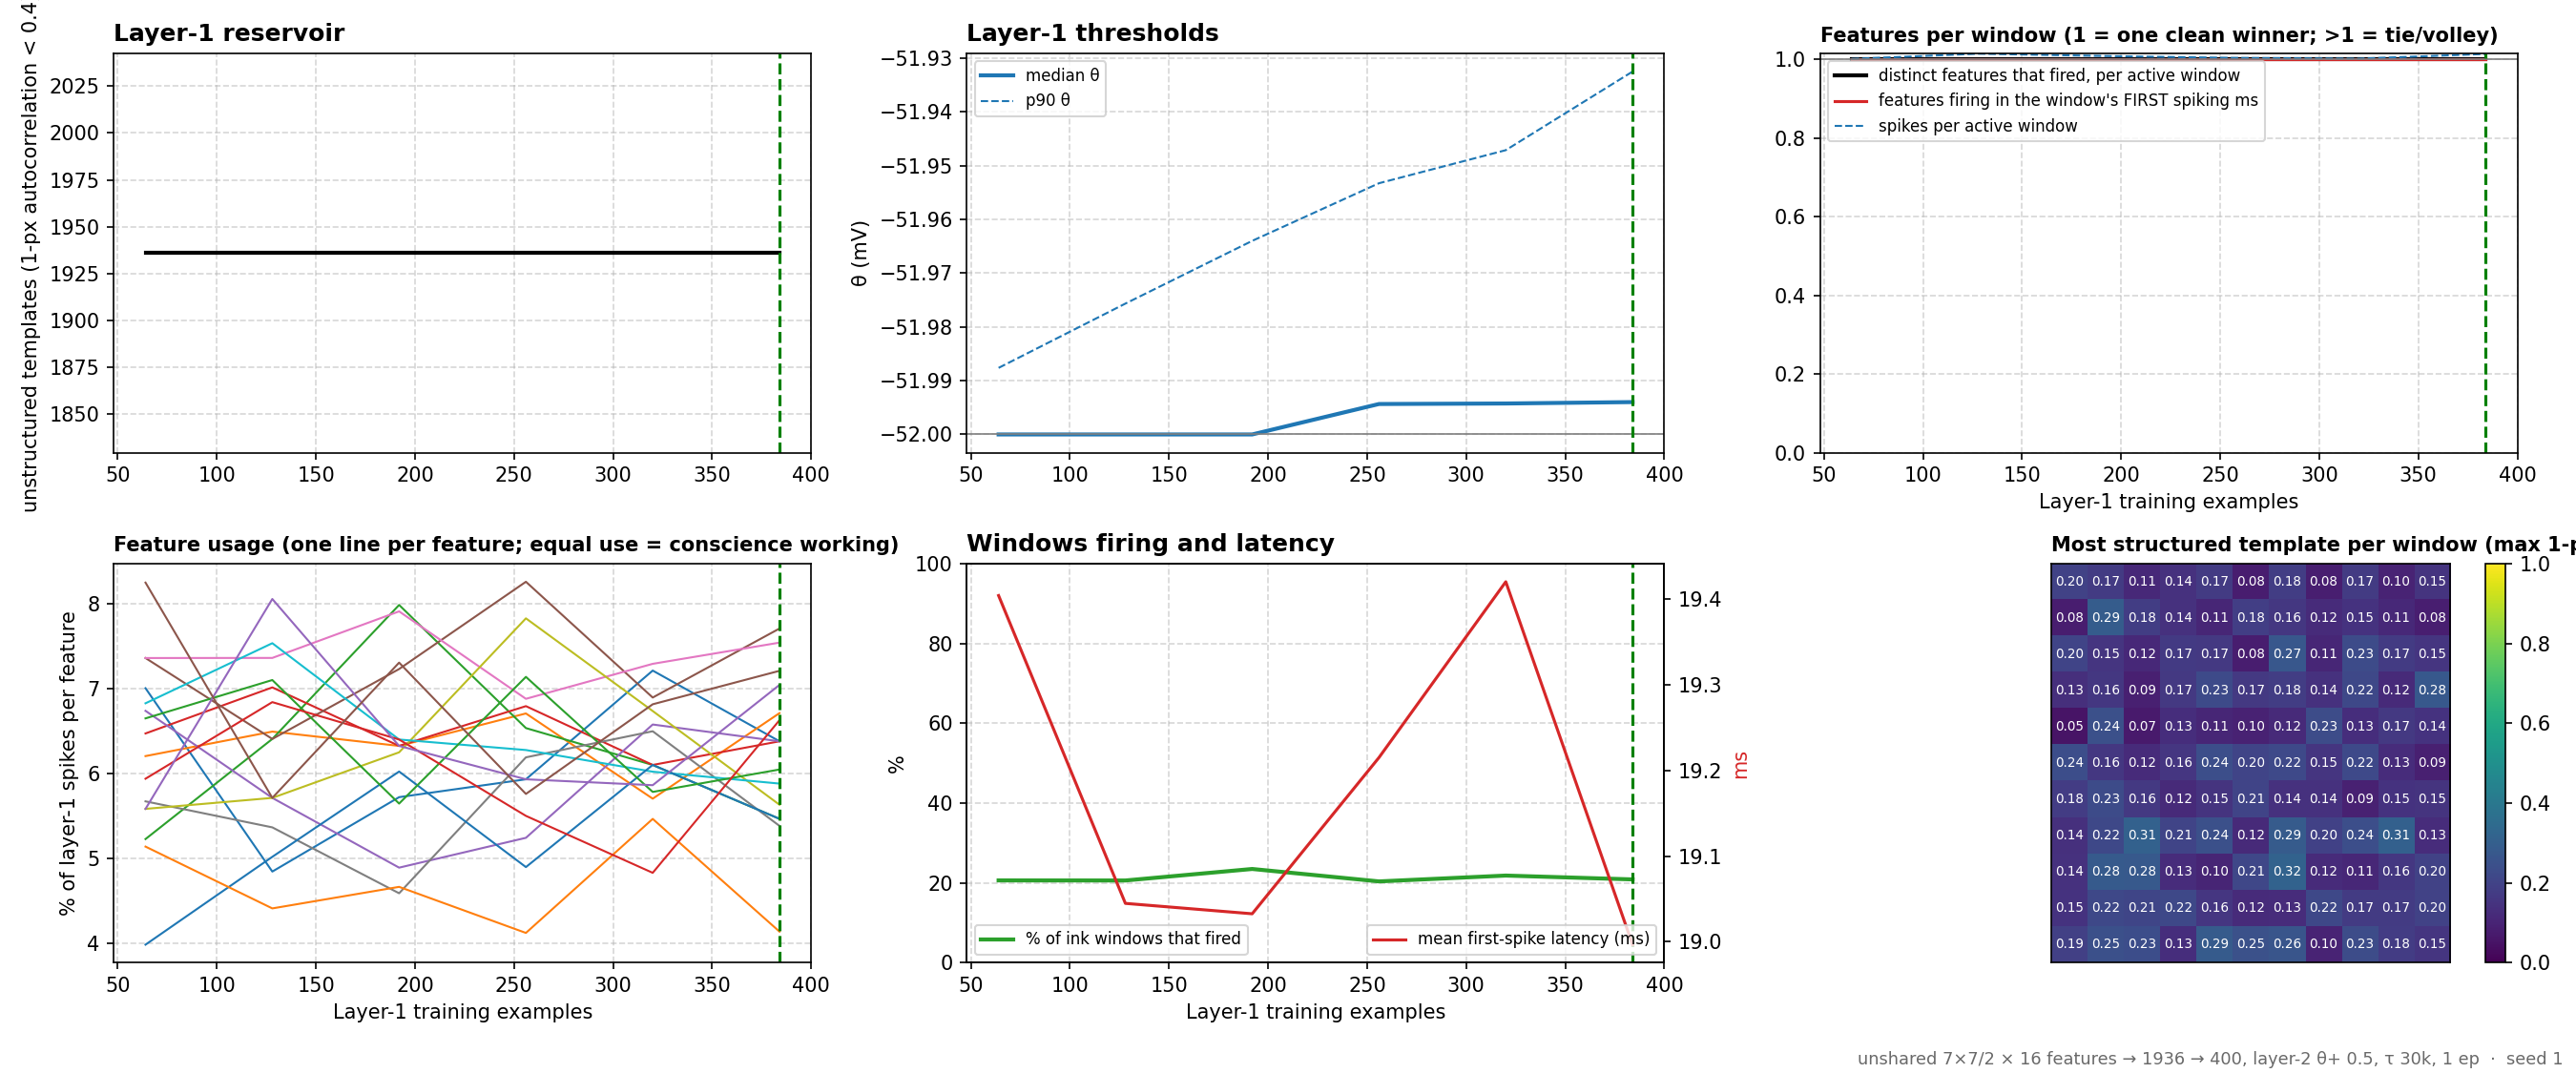 Layer-1 reservoir
unstructured templates (1-px autocorrelation < 0.4
2025
2000
1975
1950
1925
1900
1875
1850
50 100 150 200 250 300 350 400
Layer-1 thresholds
θ (mV)
−51.93
−51.94
−51.95
−51.96
−51.97
−51.98
−51.99
−52.00
median θ
p90 θ
50 100 150 200 250 300 350 400
Features per window (1 = one clean winner; >1 = tie/volley)
1.0
0.8
0.6
0.4
0.2
0.0
distinct features that fired, per active window
features firing in the window's FIRST spiking ms
spikes per active window
50 100 150 200 250 300 350 400
Layer-1 training examples
Feature usage (one line per feature; equal use = conscience working)
% of layer-1 spikes per feature
8
7
6
5
4
50 100 150 200 250 300 350 400
Layer-1 training examples
Windows firing and latency
%
100
80
60
40
20
0
% of ink windows that fired
mean first-spike latency (ms)
19.4
19.3
19.2
19.1
19.0
ms
50 100 150 200 250 300 350 400
Layer-1 training examples
Most structured template per window (max 1-p
0.20 0.17 0.11 0.14 0.17 0.08 0.18 0.08 0.17 0.10 0.15
0.08 0.29 0.18 0.14 0.11 0.18 0.16 0.12 0.15 0.11 0.08
0.20 0.15 0.12 0.17 0.17 0.08 0.27 0.11 0.23 0.17 0.15
0.13 0.16 0.09 0.17 0.23 0.17 0.18 0.14 0.22 0.12 0.28
0.05 0.24 0.07 0.13 0.11 0.10 0.12 0.23 0.13 0.17 0.14
0.24 0.16 0.12 0.16 0.24 0.20 0.22 0.15 0.22 0.13 0.09
0.18 0.23 0.16 0.12 0.15 0.21 0.14 0.14 0.09 0.15 0.15
0.14 0.22 0.31 0.21 0.24 0.12 0.29 0.20 0.24 0.31 0.13
0.14 0.28 0.28 0.13 0.10 0.21 0.32 0.12 0.11 0.16 0.20
0.15 0.22 0.21 0.22 0.16 0.12 0.13 0.22 0.17 0.17 0.20
0.19 0.25 0.23 0.13 0.29 0.25 0.26 0.10 0.23 0.18 0.15
1.0
0.8
0.6
0.4
0.2
0.0
unshared 7×7/2 × 16 features → 1936 → 400, layer-2 θ+ 0.5, τ 30k, 1 ep · seed 1